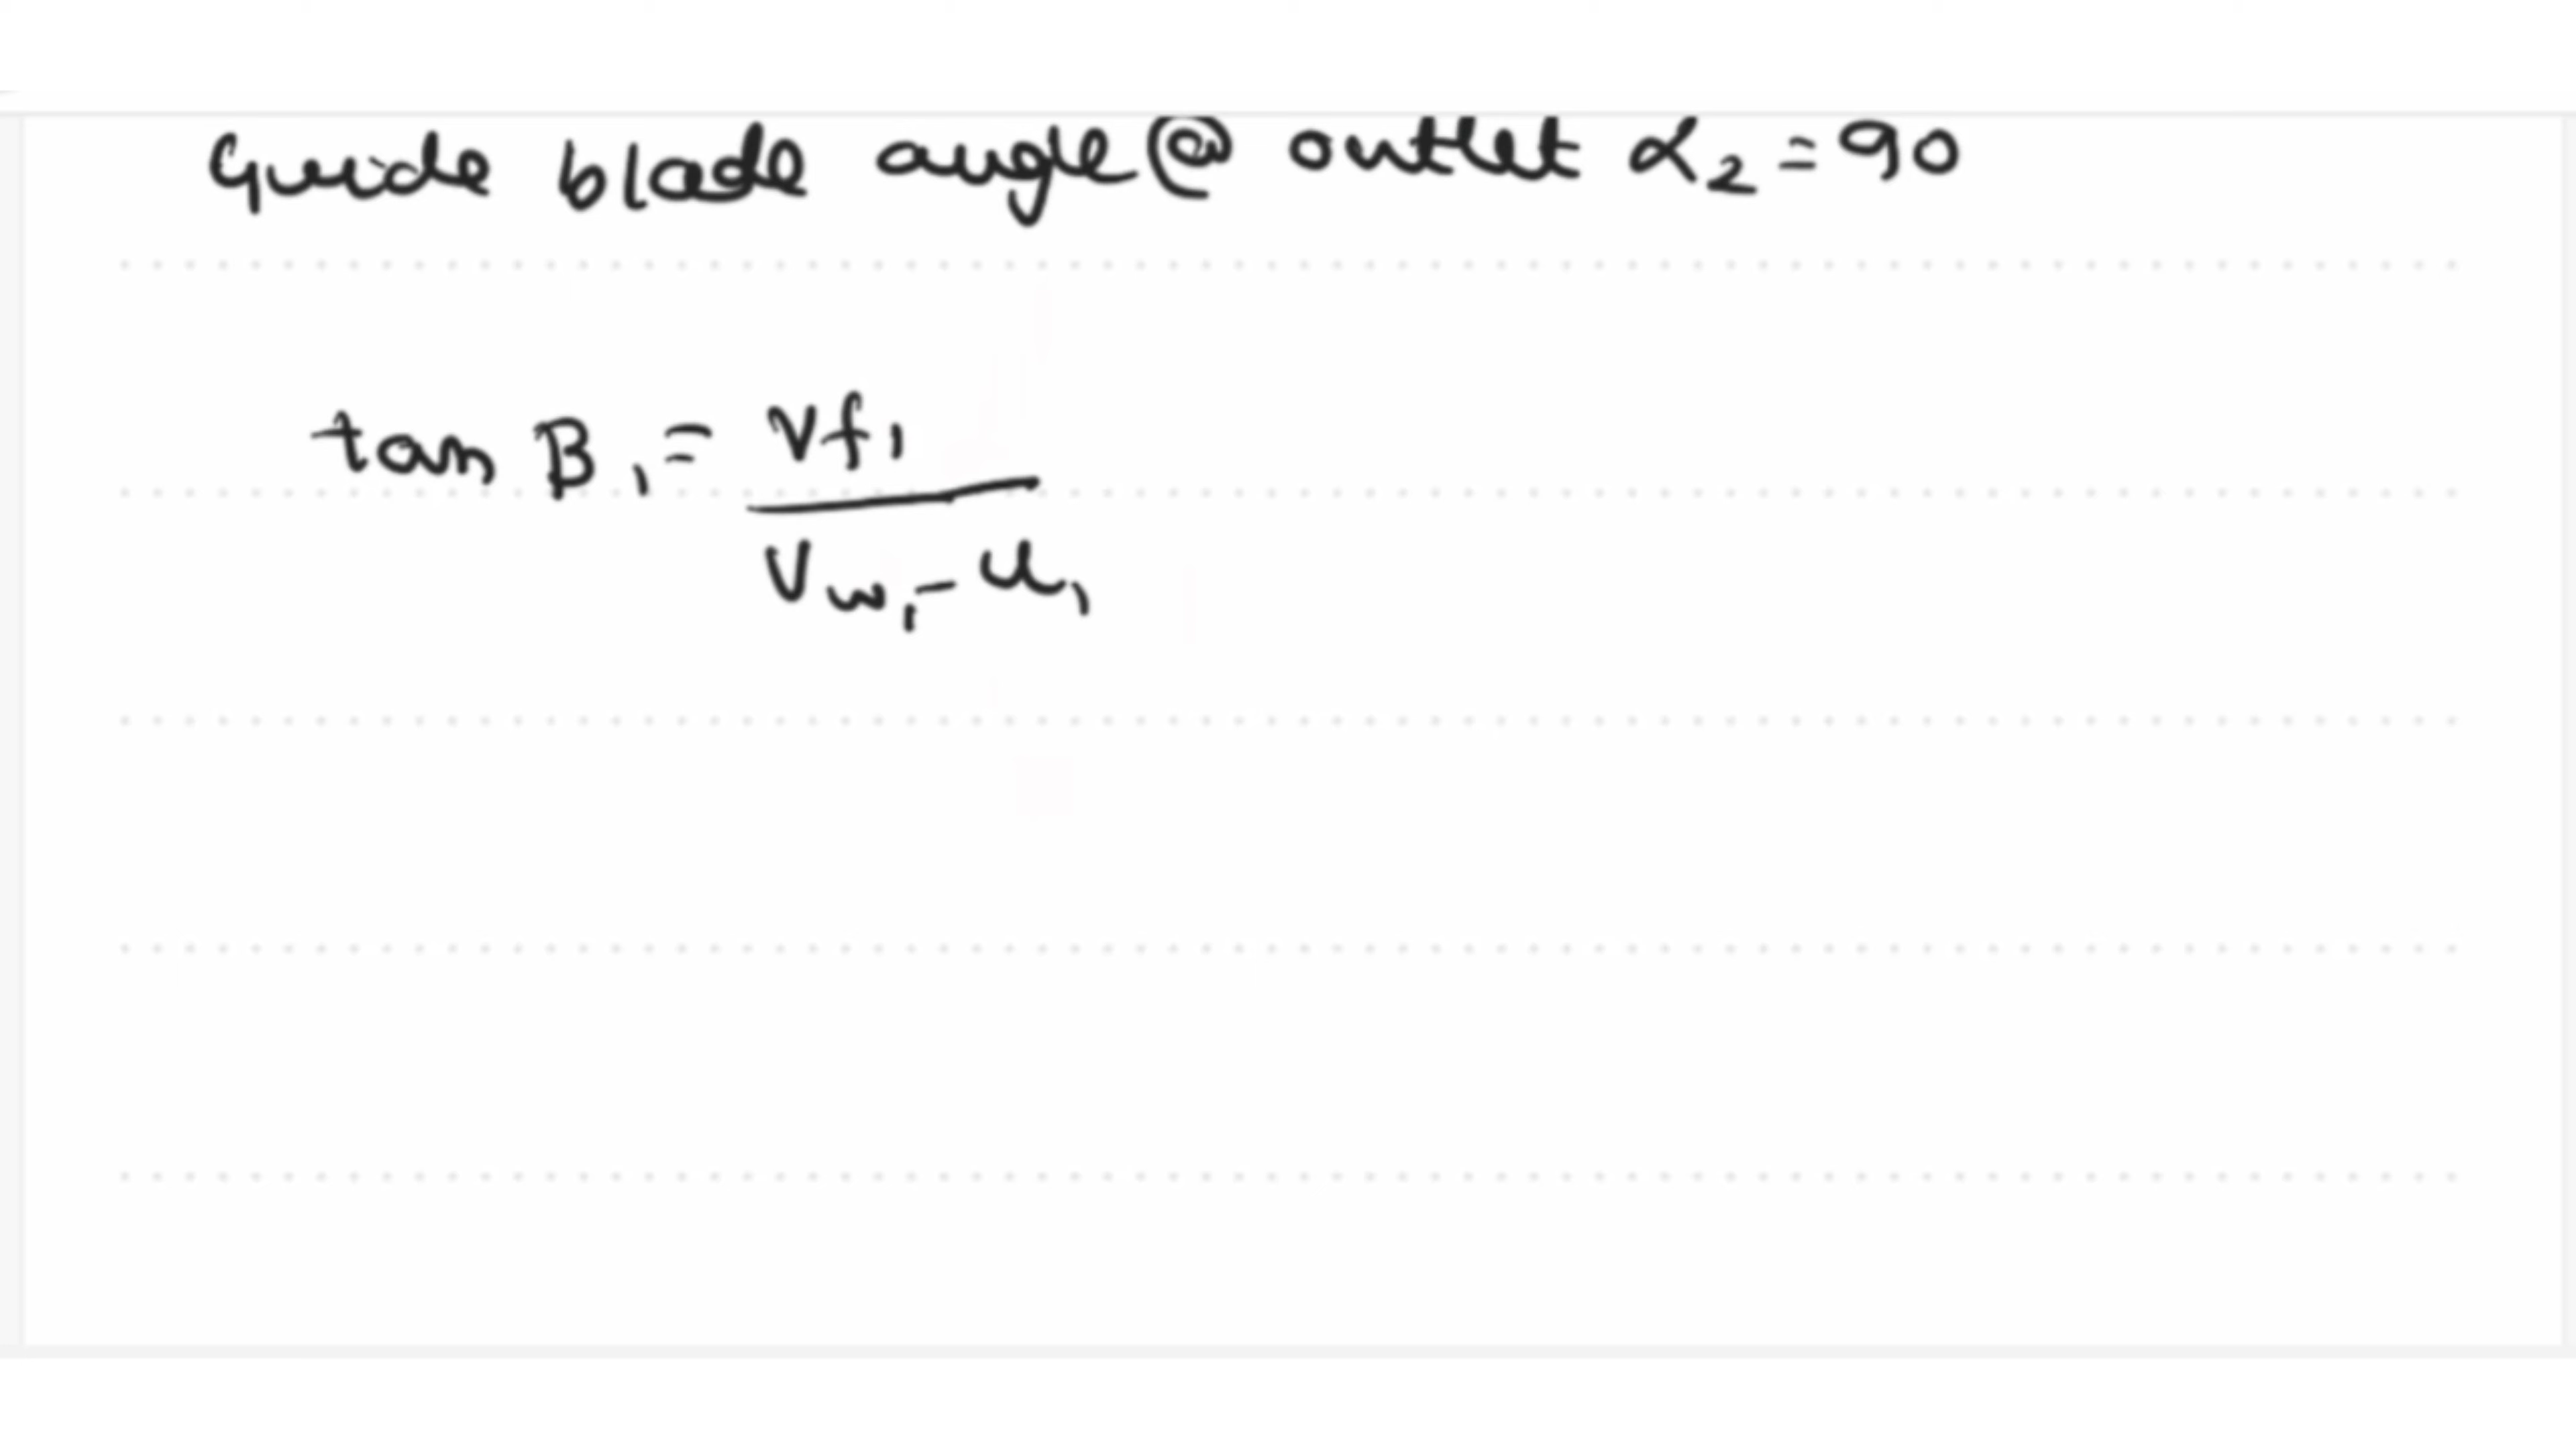 Guide blade angle @ outlet α₂ = 90
tan β₁ = Vf₁
Vw₁ - u₁